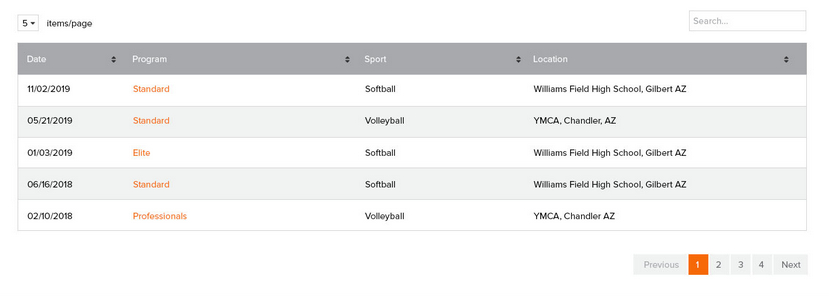 5 items/page Search...
Date Program Sport Location
11/02/2019 Standard Softball Williams Field High School, Gilbert AZ
05/21/2019 Standard Volleyball YMCA, Chandler, AZ
01/03/2019 Elite Softball Williams Field High School, Gilbert AZ
06/16/2018 Standard Softball Williams Field High School, Gilbert AZ
02/10/2018 Professionals Volleyball YMCA, Chandler AZ
Previous 1 2 3 4 Next